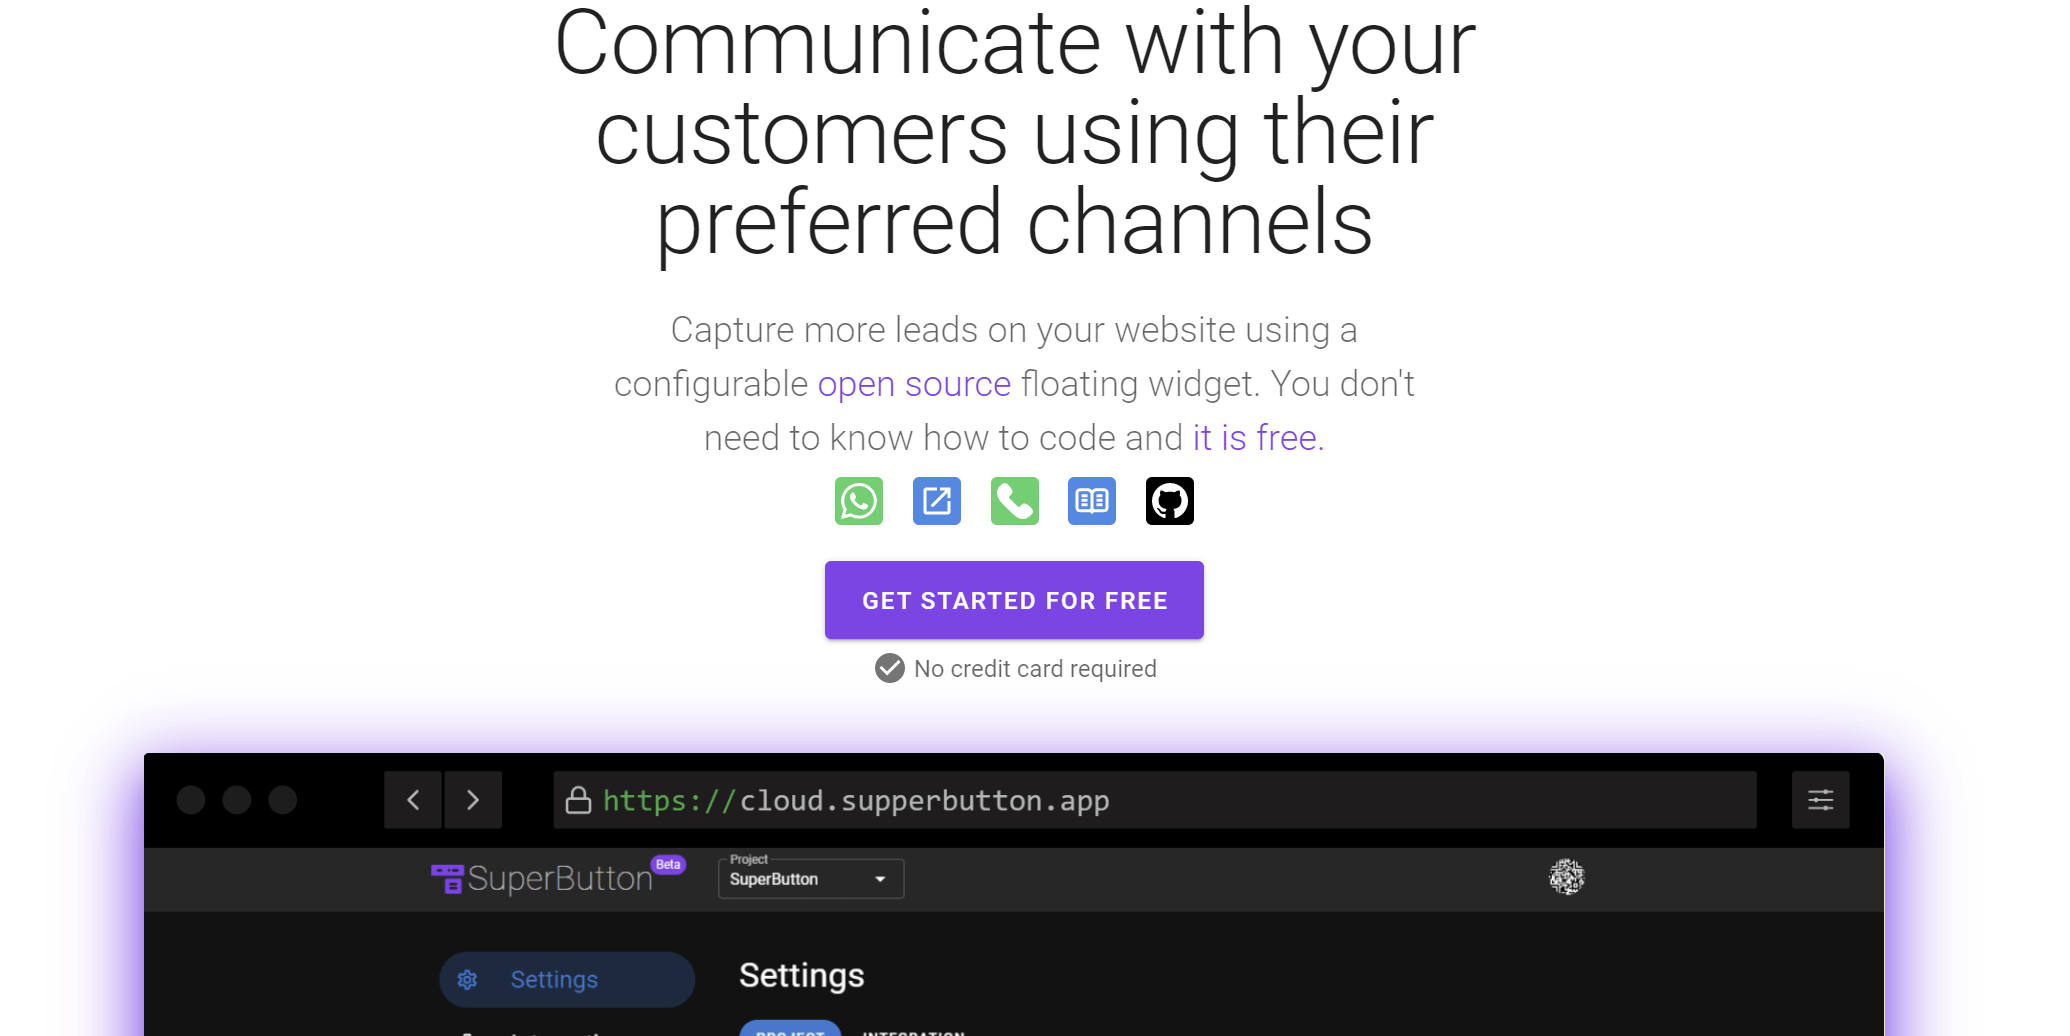 Communicate with your
customers using their
preferred channels
Capture more leads on your website using a
configurable open source floating widget. You don't
need to know how to code and it is free.
GET STARTED FOR FREE
No credit card required
https://cloud.supperbutton.app
SuperButton Beta
Project
SuperButton
Settings
Settings
PROJECT INTEGRATION